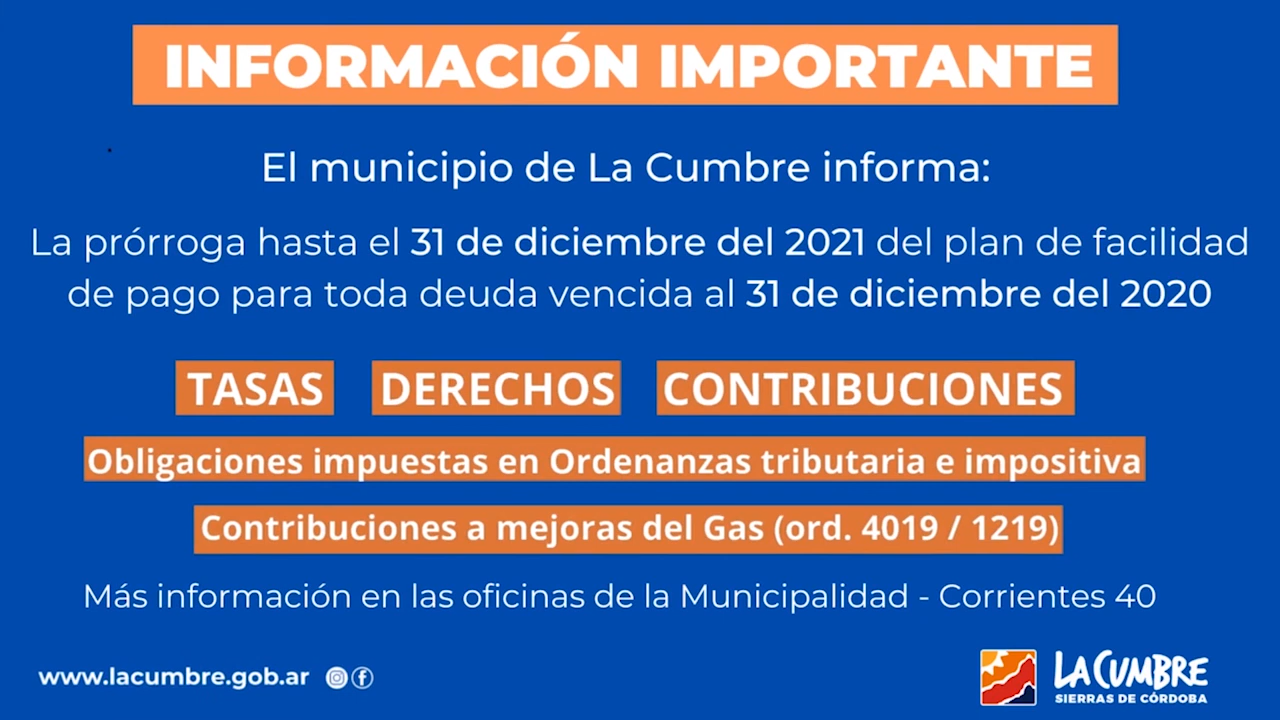 INFORMACIÓN IMPORTANTE
El municipio de La Cumbre informa:
La prórroga hasta el 31 de diciembre del 2021 del plan de facilidad
de pago para toda deuda vencida al 31 de diciembre del 2020
TASAS DERECHOS CONTRIBUCIONES
Obligaciones impuestas en Ordenanzas tributaria e impositiva
Contribuciones a mejoras del Gas (ord. 4019 / 1219)
Más información en las oficinas de la Municipalidad - Corrientes 40
www.lacumbre.gob.ar
LA CUMBRE
SIERRAS DE CÓRDOBA